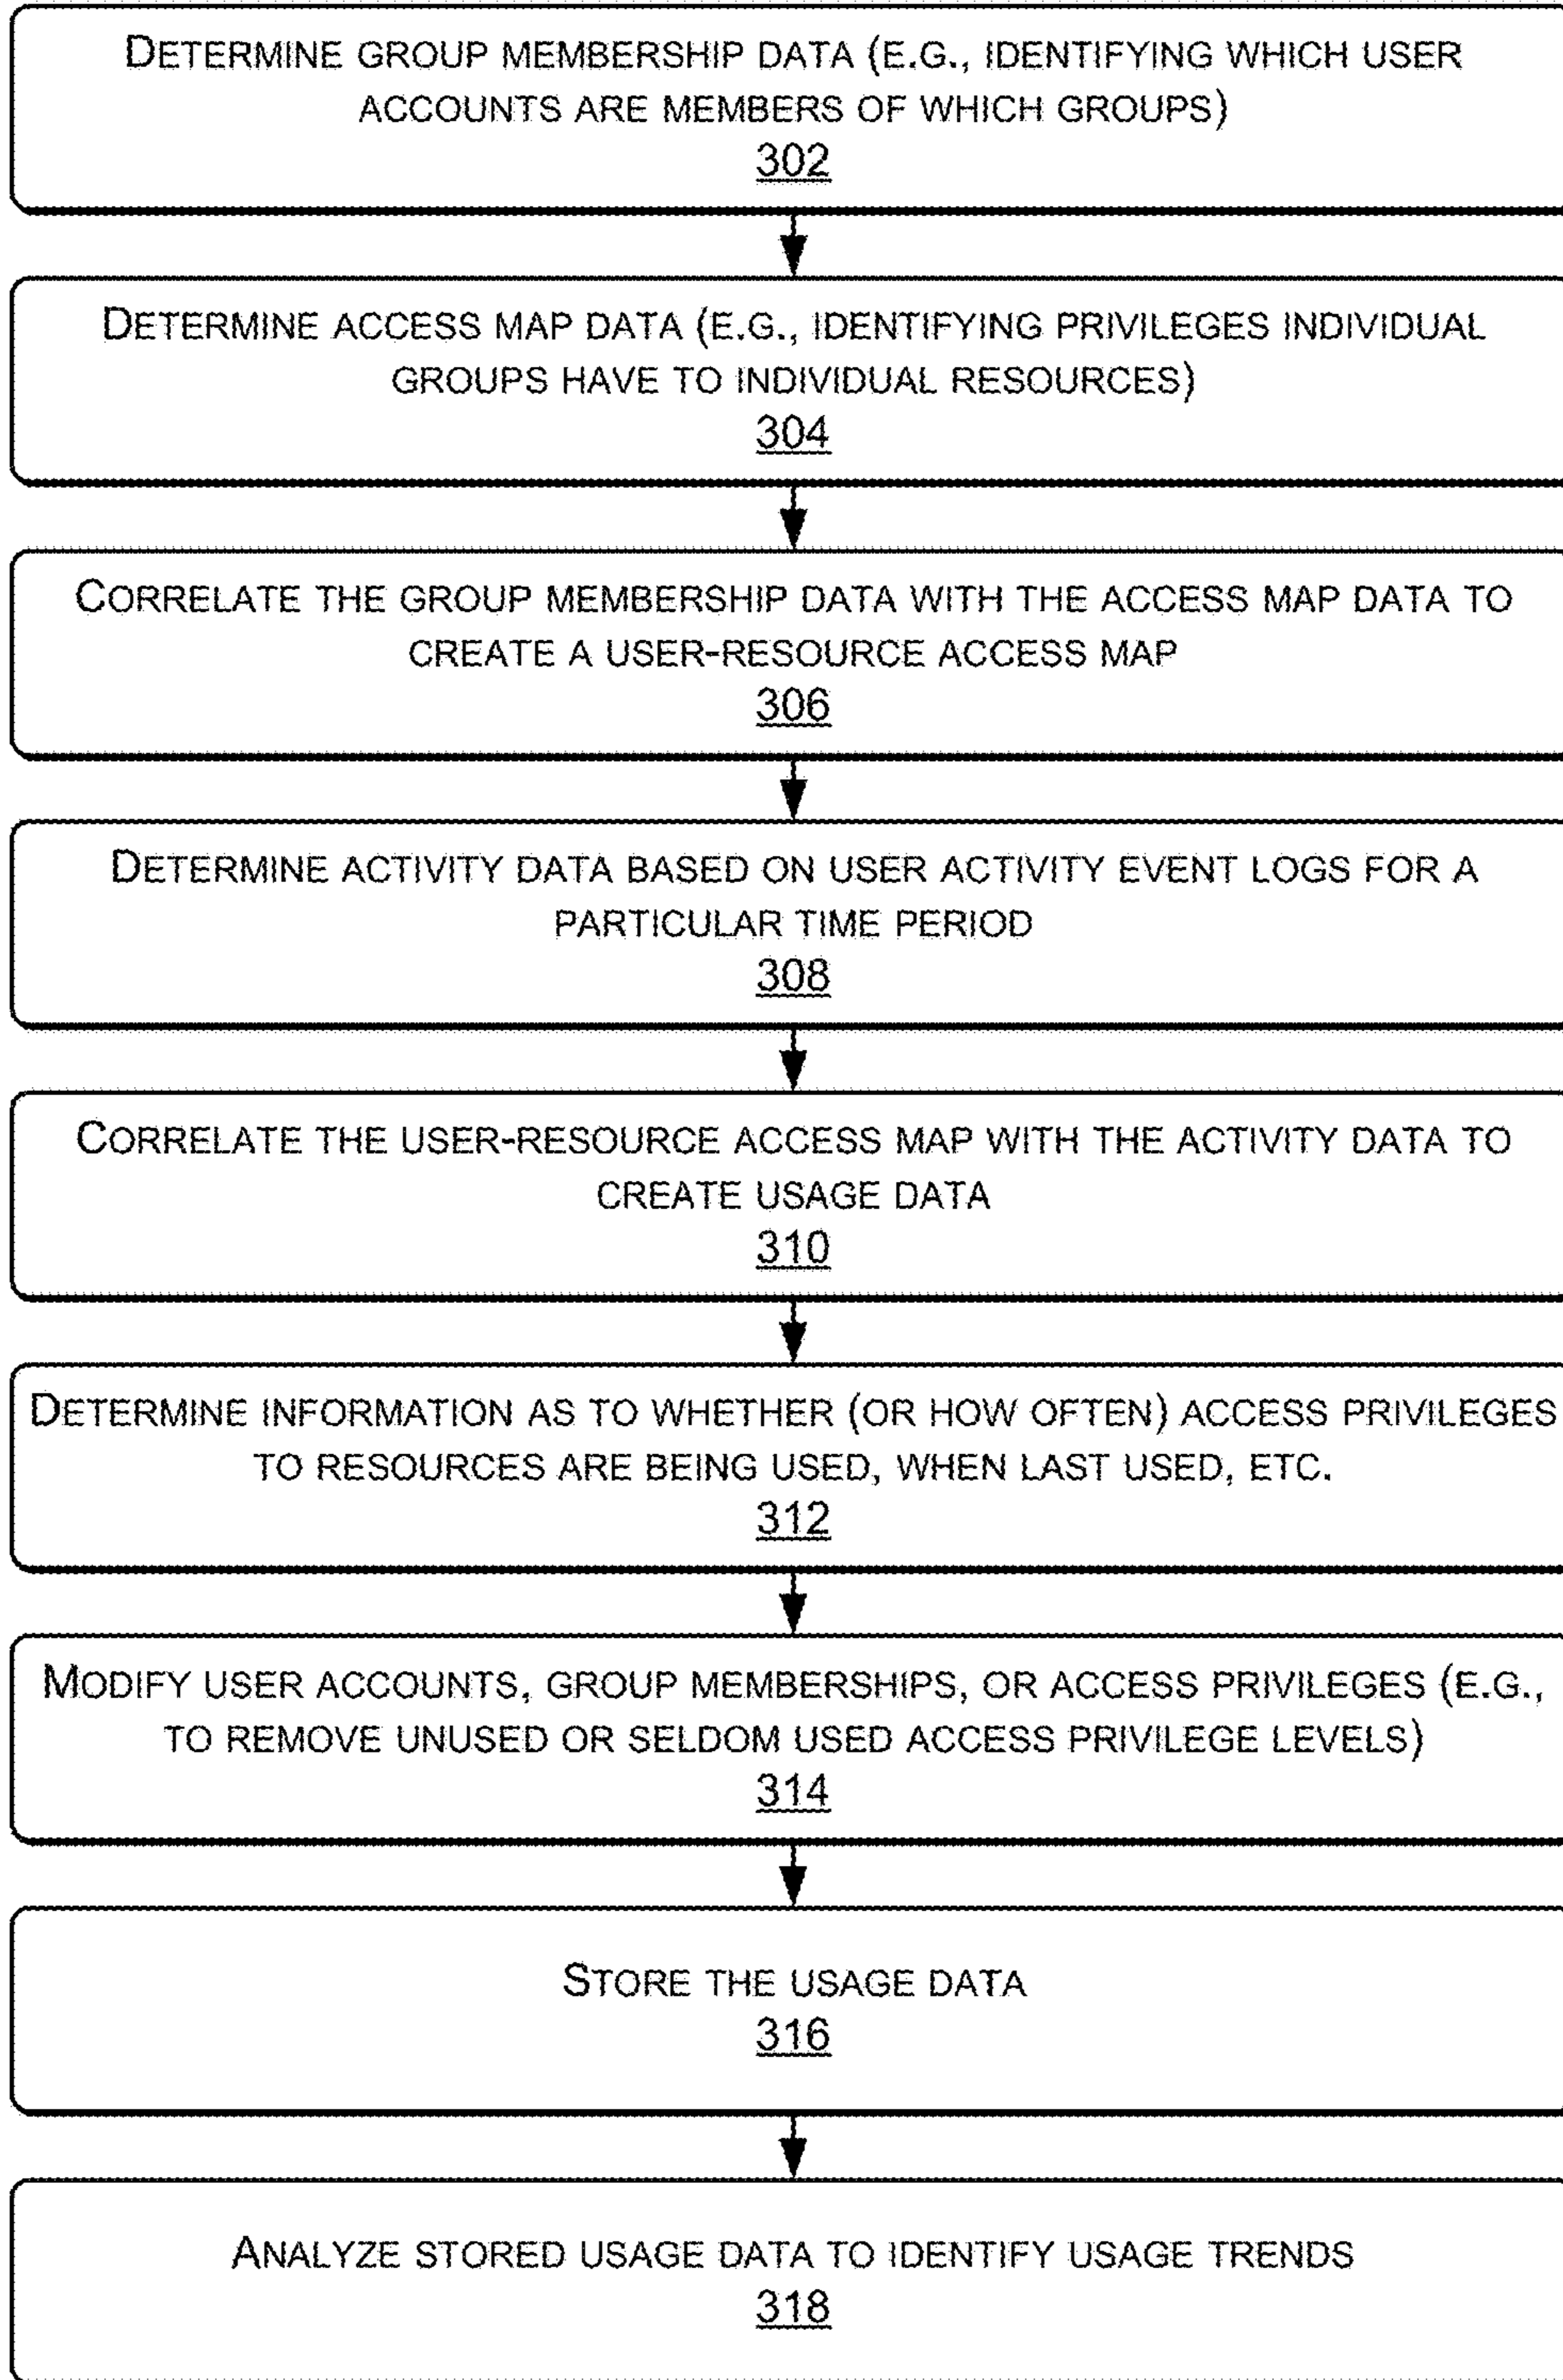 DETERMINE GROUP MEMBERSHIP DATA (E.G., IDENTIFYING WHICH USER
ACCOUNTS ARE MEMBERS OF WHICH GROUPS)
302
DETERMINE ACCESS MAP DATA (E.G., IDENTIFYING PRIVILEGES INDIVIDUAL
GROUPS HAVE TO INDIVIDUAL RESOURCES)
304
CORRELATE THE GROUP MEMBERSHIP DATA WITH THE ACCESS MAP DATA TO
CREATE A USER-RESOURCE ACCESS MAP
306
DETERMINE ACTIVITY DATA BASED ON USER ACTIVITY EVENT LOGS FOR A
PARTICULAR TIME PERIOD
308
CORRELATE THE USER-RESOURCE ACCESS MAP WITH THE ACTIVITY DATA TO
CREATE USAGE DATA
310
DETERMINE INFORMATION AS TO WHETHER (OR HOW OFTEN) ACCESS PRIVILEGES
TO RESOURCES ARE BEING USED, WHEN LAST USED, ETC.
312
MODIFY USER ACCOUNTS, GROUP MEMBERSHIPS, OR ACCESS PRIVILEGES (E.G.,
TO REMOVE UNUSED OR SELDOM USED ACCESS PRIVILEGE LEVELS)
314
STORE THE USAGE DATA
316
ANALYZE STORED USAGE DATA TO IDENTIFY USAGE TRENDS
318